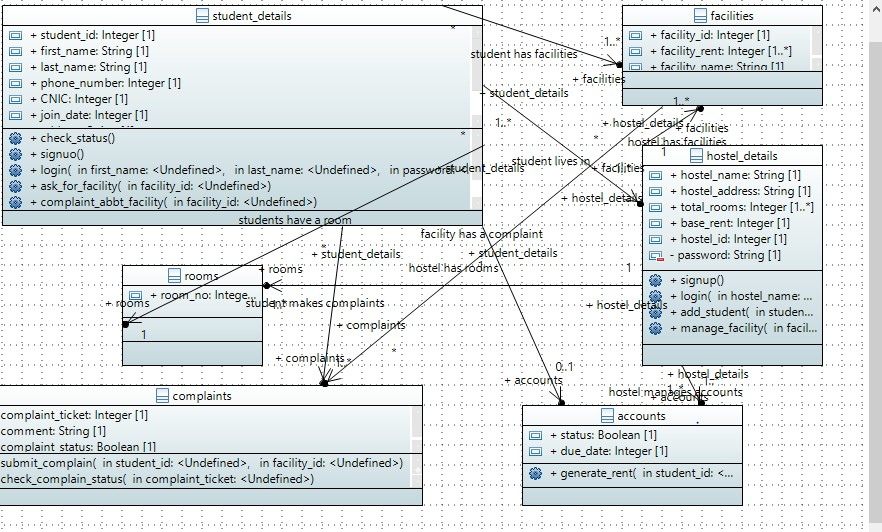 student_details
+ student_id: Integer [1]
+ first_name: String [1]
+ last_name: String [1]
+ phone_number: Integer [1]
+ CNIC: Integer [1]
+ join_date: Integer [1]
+ check_status()
+ signuo()
+ login( in first_name: <Undefined>, in last_name: <Undefined>, in password
+ ask_for_facility( in facility_id: <Undefined>)
+ complaint_abbt_facility( in facility_id: <Undefined>)
facilities
+ facility_id: Integer [1]
+ facility_rent: Integer [1..*]
+ facility_name: String [1]
*
1..*
student has facilities
+ facilities
+ student_details
1..*
1..*
+ hostel_details
+ facilities
hostel has facilities
*
*
1
student_details
student lives in
+ facilities
+ hostel_details
hostel_details
+ hostel_name: String [1]
+ hostel_address: String [1]
+ total_rooms: Integer [1..*]
+ base_rent: Integer [1]
+ hostel_id: Integer [1]
- password: String [1]
+ signup()
+ login( in hostel_name: ...
+ add_student( in studen...
+ manage_facility( in facil...
students have a room
facility has a complaint
*
+ student_details
+ student_details
hostel has rooms
1
rooms
+ room_no: Intege...
+ rooms
+ rooms
student makes complaints
+ hostel_details
1
+ complaints
*
+ complaints
complaints
complaint_ticket: Integer [1]
comment: String [1]
complaint_status: Boolean [1]
submit_complain( in student_id: <Undefined>, in facility_id: <Undefined>)
check_complain_status( in complaint_ticket: <Undefined>)
0..1
+ accounts
+ hostel_details
hostel manages accounts
+ accounts
accounts
+ status: Boolean [1]
+ due_date: Integer [1]
+ generate_rent( in student_id: <...